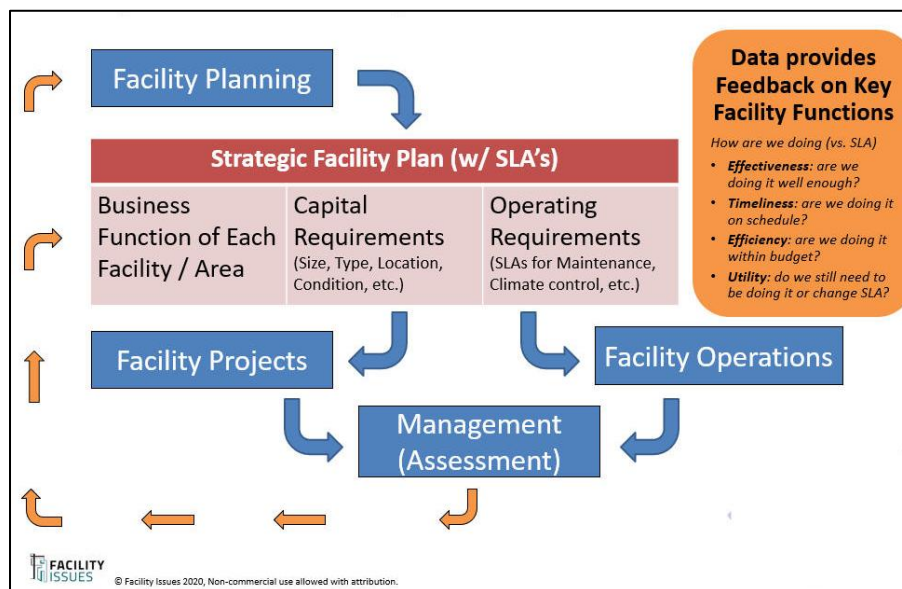 Facility Planning
Strategic Facility Plan (w/ SLA's)
Business
Function of Each
Facility / Area
Capital
Requirements
(Size, Type, Location,
Condition, etc.)
Operating
Requirements
(SLAs for Maintenance,
Climate control, etc.)
Facility Projects
Facility Operations
Management
(Assessment)
Data provides
Feedback on Key
Facility Functions
How are we doing (vs. SLA)
• Effectiveness: are we
doing it well enough?
• Timeliness: are we doing it
on schedule?
• Efficiency: are we doing it
within budget?
• Utility: do we still need to
be doing it or change SLA?
FACILITY
ISSUES
© Facility Issues 2020, Non-commercial use allowed with attribution.